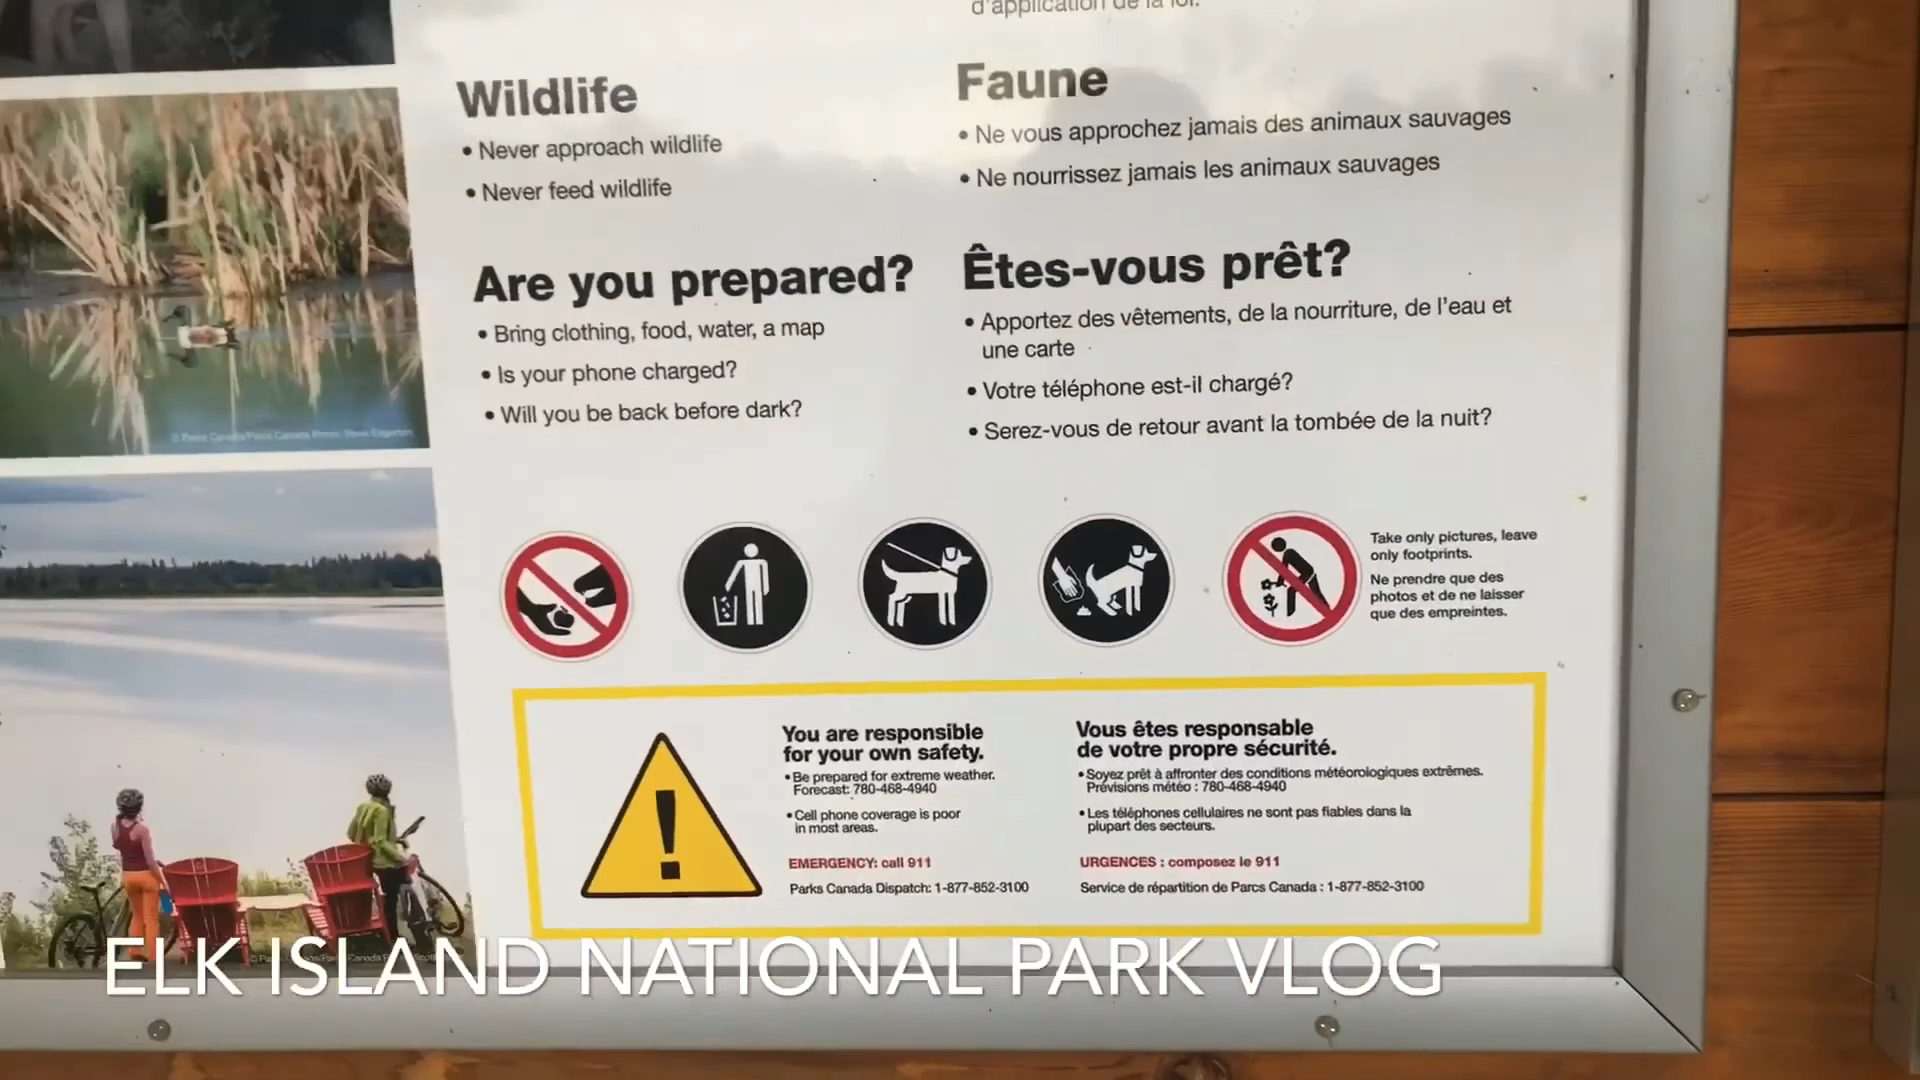 d'application de la loi.
Wildlife
• Never approach wildlife
• Never feed wildlife
Faune
• Ne vous approchez jamais des animaux sauvages
• Ne nourrissez jamais les animaux sauvages
Are you prepared?
• Bring clothing, food, water, a map
• Is your phone charged?
• Will you be back before dark?
Êtes-vous prêt?
• Apportez des vêtements, de la nourriture, de l'eau et
une carte
• Votre téléphone est-il chargé?
• Serez-vous de retour avant la tombée de la nuit?
Take only pictures, leave
only footprints.
Ne prendre que des
photos et de ne laisser
que des empreintes.
You are responsible
for your own safety.
• Be prepared for extreme weather.
Forecast: 780-468-4940
• Cell phone coverage is poor
in most areas.
EMERGENCY: call 911
Parks Canada Dispatch: 1-877-852-3100
Vous êtes responsable
de votre propre sécurité.
• Soyez prêt à affronter des conditions météorologiques extrêmes.
Prévisions météo : 780-468-4940
• Les téléphones cellulaires ne sont pas fiables dans la
plupart des secteurs.
URGENCES : composez le 911
Service de répartition de Parcs Canada : 1-877-852-3100
ELK ISLAND NATIONAL PARK VLOG